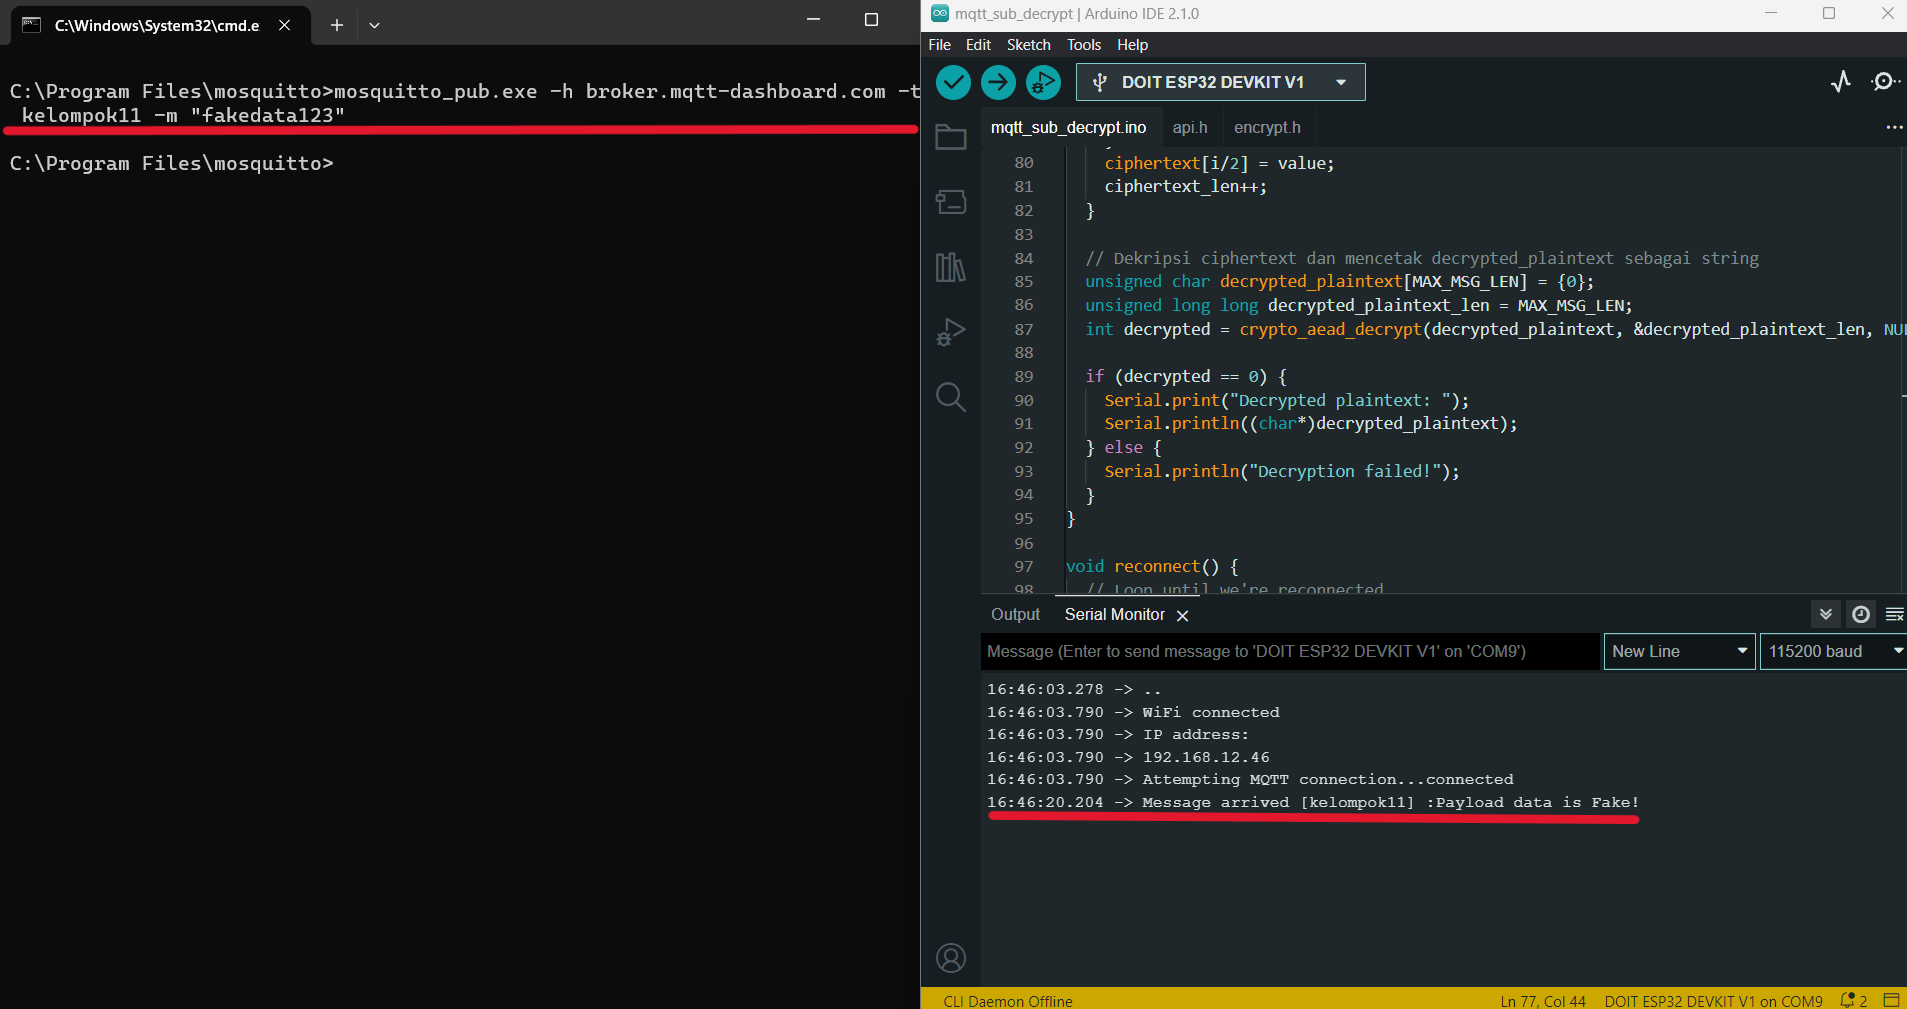 C:\Windows\System32\cmd.e
C:\Program Files\mosquitto>mosquitto_pub.exe -h broker.mqtt-dashboard.com -t
kelompok11 -m "fakedata123"
C:\Program Files\mosquitto>
mqtt_sub_decrypt | Arduino IDE 2.1.0
File Edit Sketch Tools Help
DOIT ESP32 DEVKIT V1
mqtt_sub_decrypt.ino api.h encrypt.h
80 ciphertext[i/2] = value;
81 ciphertext_len++;
82 }
83
84 // Dekripsi ciphertext dan mencetak decrypted_plaintext sebagai string
85 unsigned char decrypted_plaintext[MAX_MSG_LEN] = {0};
86 unsigned long long decrypted_plaintext_len = MAX_MSG_LEN;
87 int decrypted = crypto_aead_decrypt(decrypted_plaintext, &decrypted_plaintext_len, NU
88
89 if (decrypted == 0) {
90 Serial.print("Decrypted plaintext: ");
91 Serial.println((char*)decrypted_plaintext);
92 } else {
93 Serial.println("Decryption failed!");
94 }
95 }
96
97 void reconnect() {
98 // Loop until we're reconnected
Output Serial Monitor
Message (Enter to send message to 'DOIT ESP32 DEVKIT V1' on 'COM9') New Line 115200 baud
16:46:03.278 -> ..
16:46:03.790 -> WiFi connected
16:46:03.790 -> IP address:
16:46:03.790 -> 192.168.12.46
16:46:03.790 -> Attempting MQTT connection...connected
16:46:20.204 -> Message arrived [kelompok11] :Payload data is Fake!
CLI Daemon Offline Ln 77, Col 44 DOIT ESP32 DEVKIT V1 on COM9 2